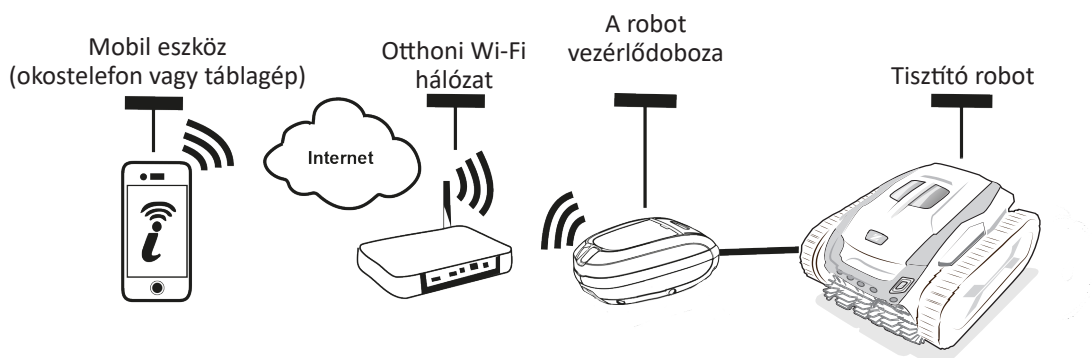 Mobil eszköz
(okostelefon vagy táblagép)
Internet
Otthoni Wi-Fi
hálózat
A robot
vezérlődoboza
Tisztító robot